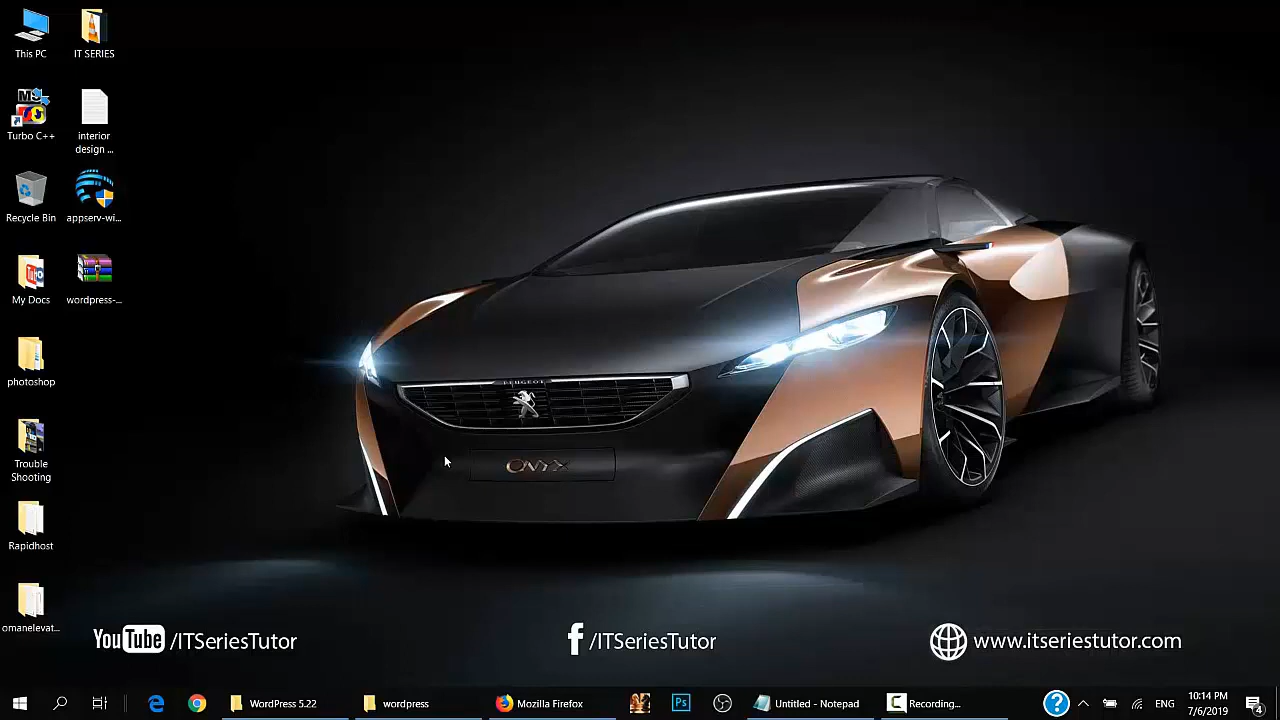 This PC
IT SERIES
Turbo C++
interior
design ...
Recycle Bin
appserv-wi...
My Docs
wordpress-...
photoshop
Trouble
Shooting
Rapidhost
omanelevat...
PEUGEOT
ONYX
YouTube /ITSeriesTutor
f /ITSeriesTutor
www.itseriestutor.com
WordPress 5.22
wordpress
Mozilla Firefox
Ps
Untitled - Notepad
Recording...
?
ENG
10:14 PM
7/6/2019
4